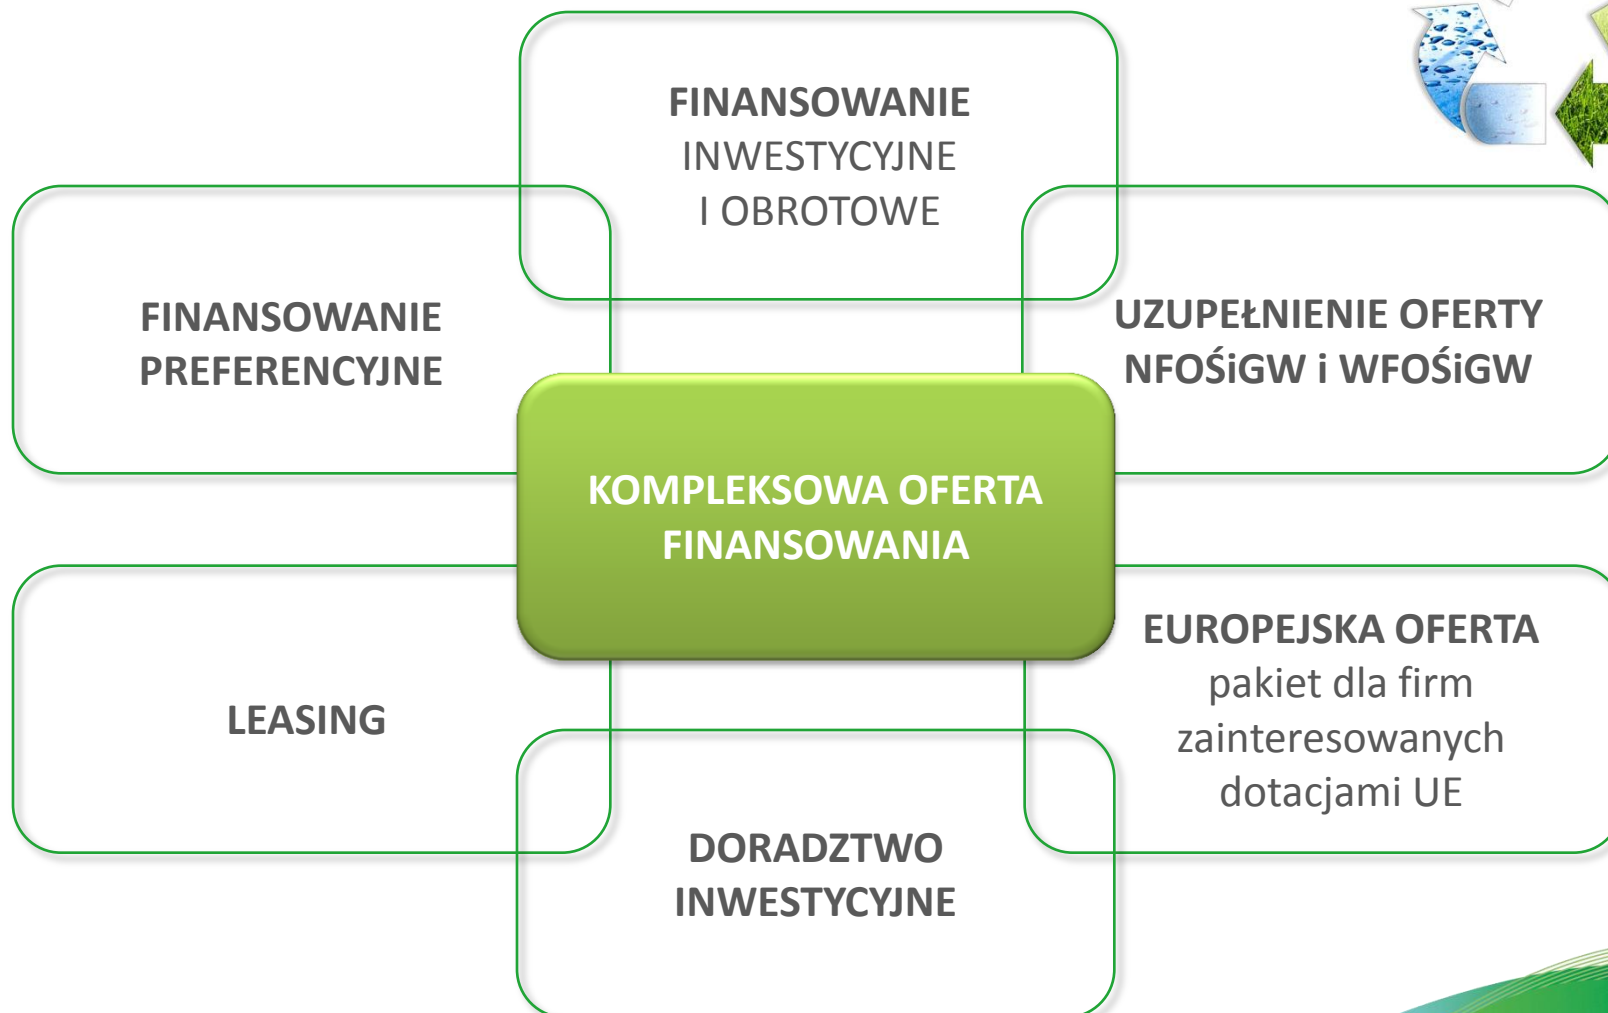 FINANSOWANIE
INWESTYCYJNE
I OBROTOWE
FINANSOWANIE
PREFERENCYJNE
UZUPEŁNIENIE OFERTY
NFOŚiGW i WFOŚiGW
KOMPLEKSOWA OFERTA
FINANSOWANIA
LEASING
EUROPEJSKA OFERTA
pakiet dla firm
zainteresowanych
dotacjami UE
DORADZTWO
INWESTYCYJNE